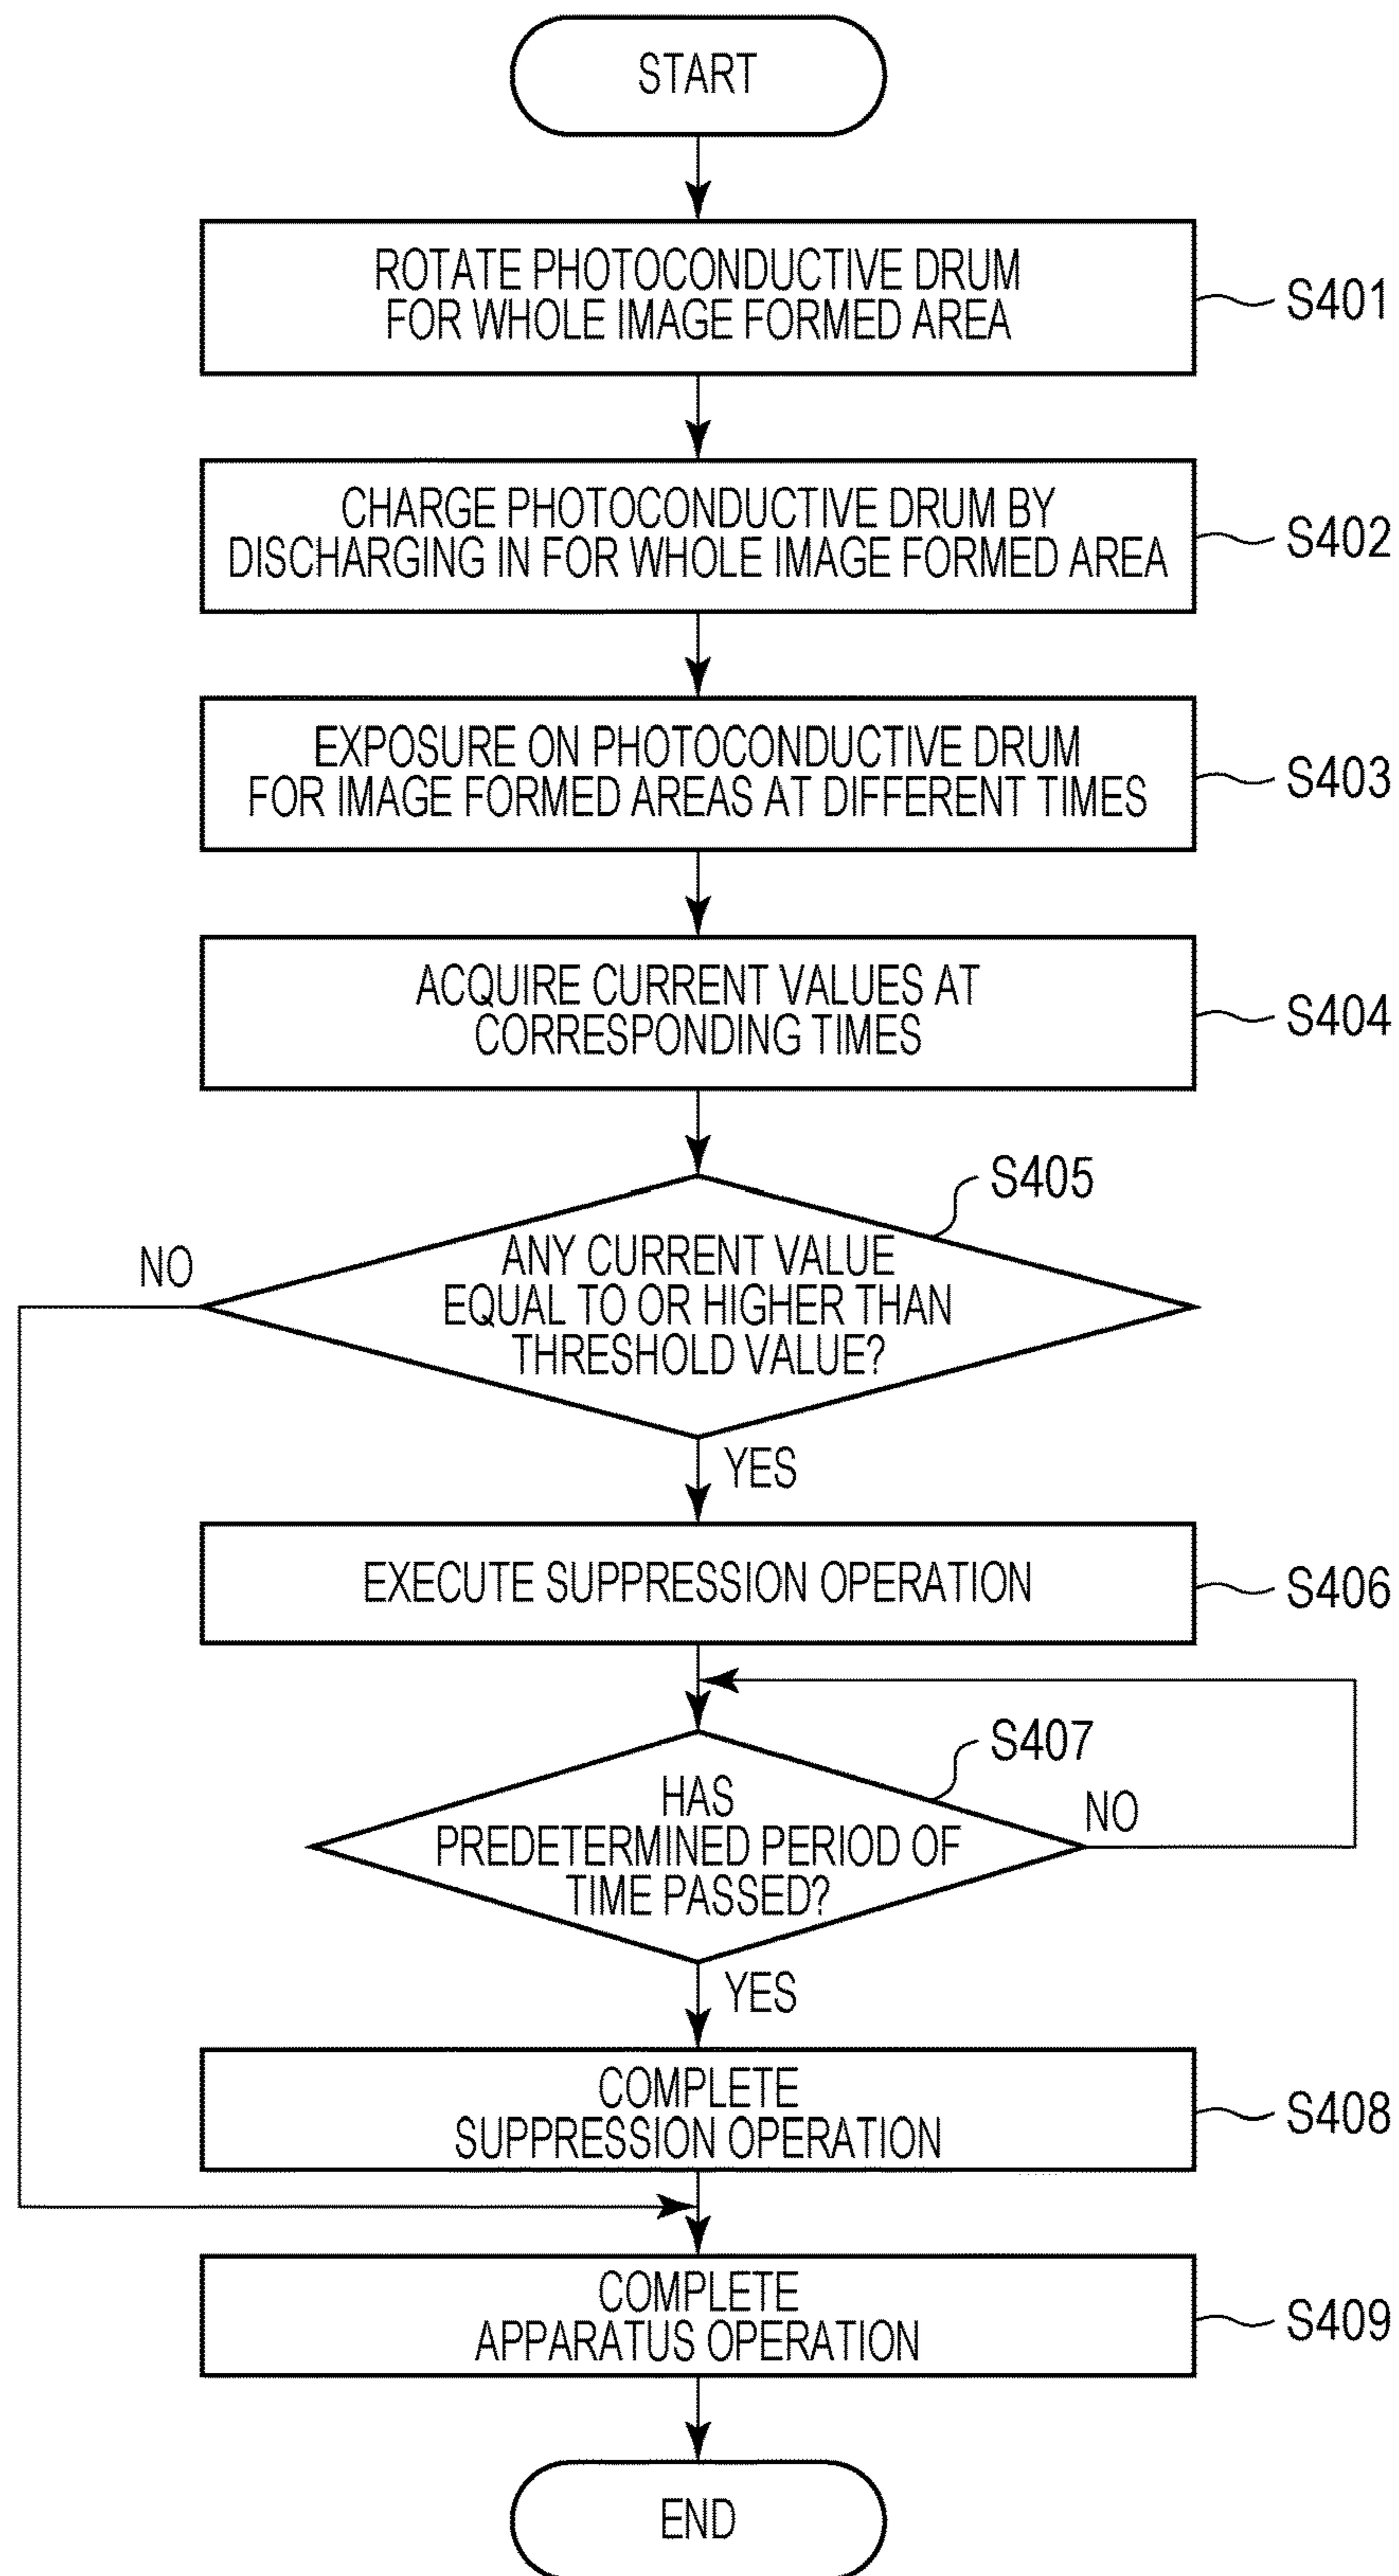 START
ROTATE PHOTOCONDUCTIVE DRUM
FOR WHOLE IMAGE FORMED AREA
S401
CHARGE PHOTOCONDUCTIVE DRUM BY
DISCHARGING IN FOR WHOLE IMAGE FORMED AREA
S402
EXPOSURE ON PHOTOCONDUCTIVE DRUM
FOR IMAGE FORMED AREAS AT DIFFERENT TIMES
S403
ACQUIRE CURRENT VALUES AT
CORRESPONDING TIMES
S404
S405
NO
ANY CURRENT VALUE
EQUAL TO OR HIGHER THAN
THRESHOLD VALUE?
YES
EXECUTE SUPPRESSION OPERATION
S406
S407
HAS
PREDETERMINED PERIOD OF
TIME PASSED?
NO
YES
COMPLETE
SUPPRESSION OPERATION
S408
COMPLETE
APPARATUS OPERATION
S409
END